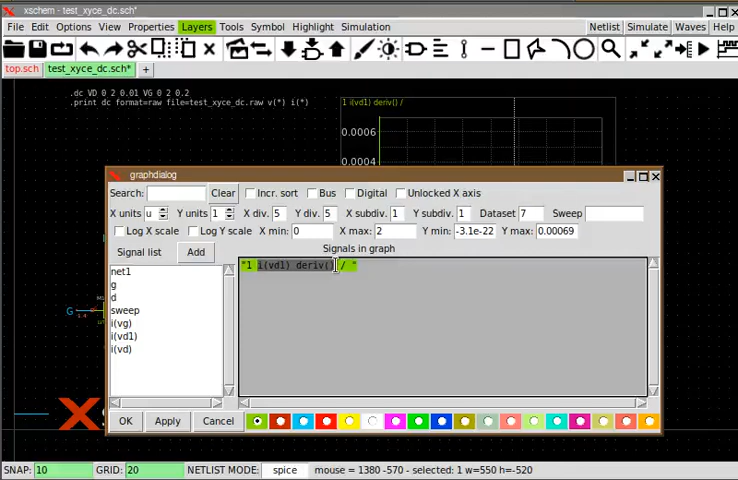 xschem - test_xyce_dc.sch*
File Edit Options View Properties Layers Tools Symbol Highlight Simulation Netlist Simulate Waves Help
top.sch test_xyce_dc.sch* +
.dc VD 0 2 0.01 VG 0 2 0.2
.print dc format=raw file=test_xyce_dc.raw v(*) i(*)
1 i(vd1) deriv() /
0.0006
0.0004
graphdialog
Search: Clear Incr. sort Bus Digital Unlocked X axis
X units u Y units 1 X div. 5 Y div. 5 X subdiv. 1 Y subdiv. 1 Dataset 7 Sweep
Log X scale Log Y scale X min: 0 X max: 2 Y min: -3.1e-22 Y max: 0.00069
Signal list Add Signals in graph
"1 i(vd1) deriv() / "
net1
g
d
sweep
i(vg)
i(vd1)
i(vd)
G
1.4
OK Apply Cancel
SNAP: 10 GRID: 20 NETLIST MODE: spice mouse = 1380 -570 - selected: 1 w=550 h=-520